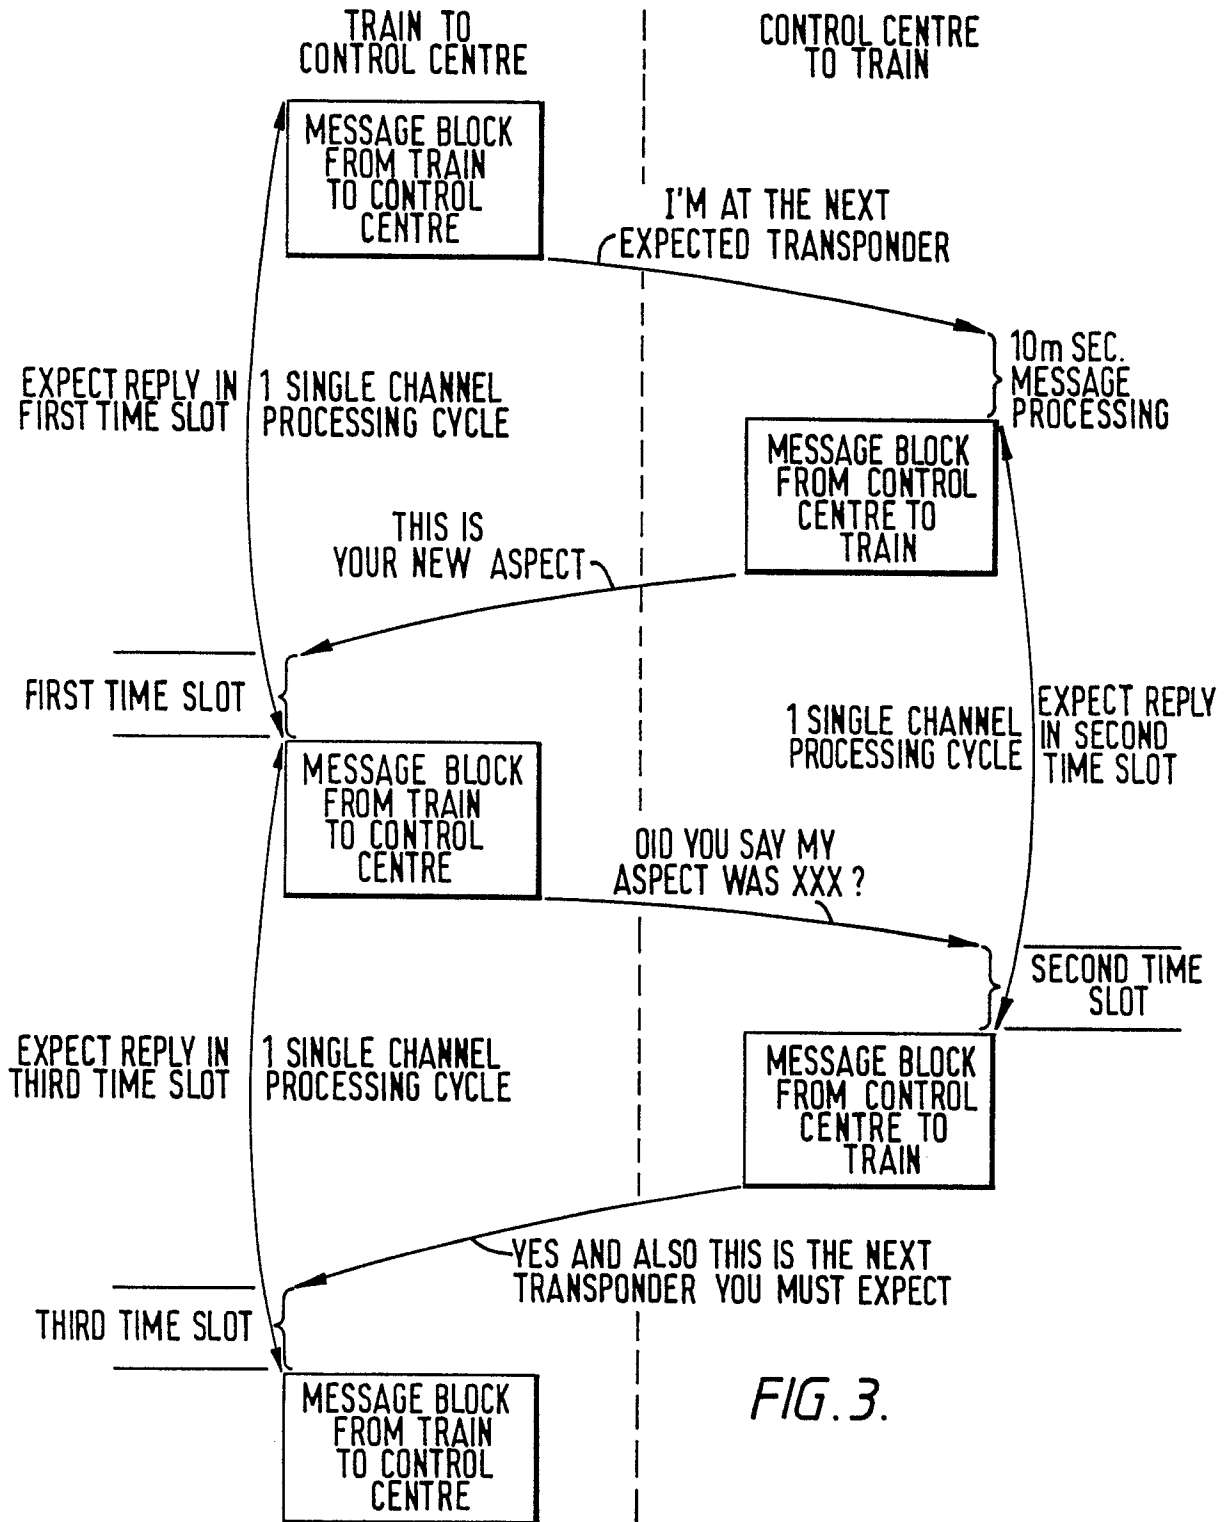 TRAIN TO
CONTROL CENTRE
CONTROL CENTRE
TO TRAIN
MESSAGE BLOCK
FROM TRAIN
TO CONTROL
CENTRE
I'M AT THE NEXT
EXPECTED TRANSPONDER
10m SEC.
MESSAGE
PROCESSING
EXPECT REPLY IN
FIRST TIME SLOT
1 SINGLE CHANNEL
PROCESSING CYCLE
MESSAGE BLOCK
FROM CONTROL
CENTRE TO
TRAIN
THIS IS
YOUR NEW ASPECT
FIRST TIME SLOT
1 SINGLE CHANNEL
PROCESSING CYCLE
EXPECT REPLY
IN SECOND
TIME SLOT
MESSAGE BLOCK
FROM TRAIN
TO CONTROL
CENTRE
DID YOU SAY MY
ASPECT WAS XXX ?
SECOND TIME
SLOT
EXPECT REPLY IN
THIRD TIME SLOT
1 SINGLE CHANNEL
PROCESSING CYCLE
MESSAGE BLOCK
FROM CONTROL
CENTRE TO
TRAIN
YES AND ALSO THIS IS THE NEXT
TRANSPONDER YOU MUST EXPECT
THIRD TIME SLOT
MESSAGE BLOCK
FROM TRAIN
TO CONTROL
CENTRE
FIG. 3.